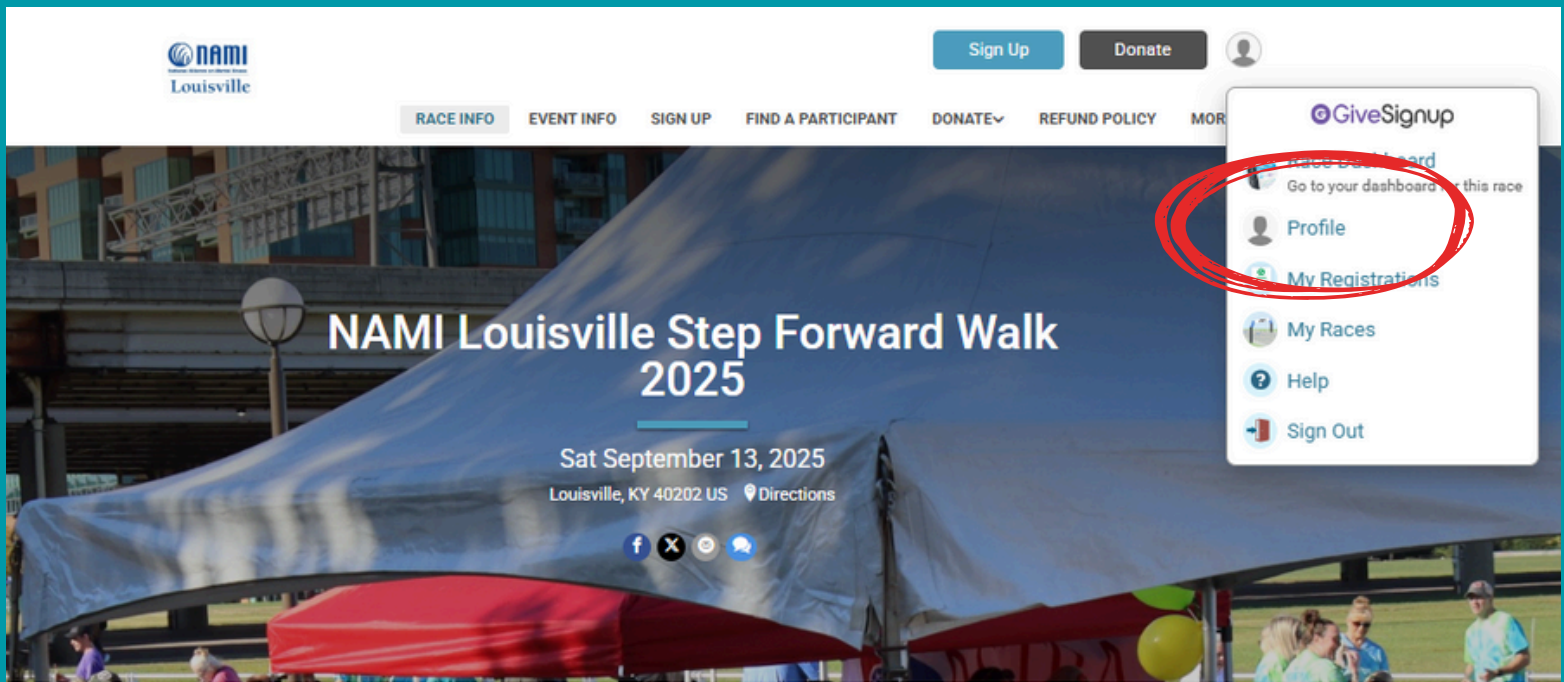 NAMI
Louisville
Sign Up
Donate
RACE INFO
EVENT INFO
SIGN UP
FIND A PARTICIPANT
DONATE
REFUND POLICY
MOR
GiveSignup
Race Dashboard
Go to your dashboard for this race
Profile
My Registrations
My Races
Help
Sign Out
NAMI Louisville Step Forward Walk
2025
Sat September 13, 2025
Louisville, KY 40202 US Directions